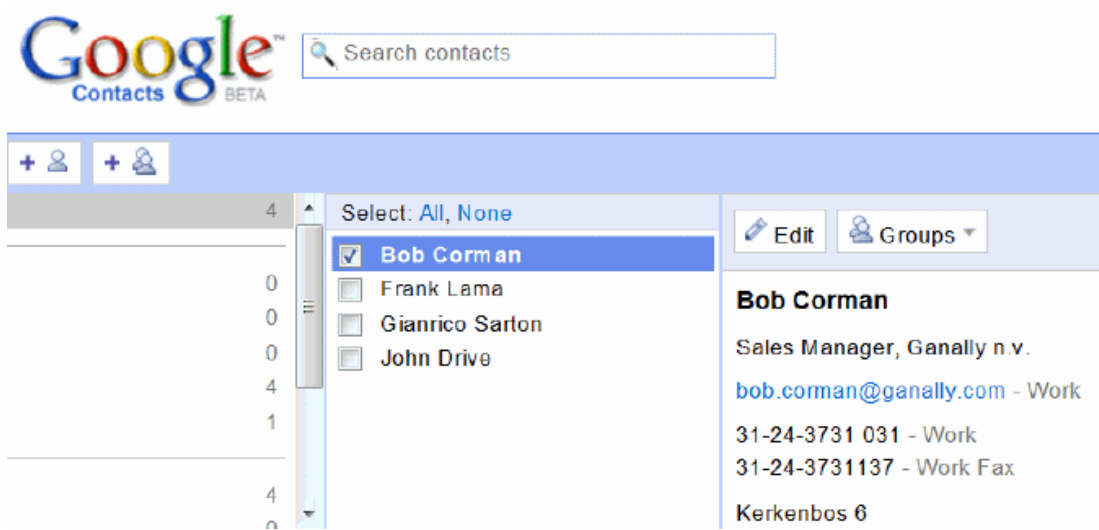 Google™
Contacts BETA
Search contacts
4
0
0
0
4
1
4
0
Select: All, None
Bob Corman
Frank Lama
Gianrico Sarton
John Drive
Edit
Groups
Bob Corman
Sales Manager, Ganally n.v.
bob.corman@ganally.com - Work
31-24-3731 031 - Work
31-24-3731137 - Work Fax
Kerkenbos 6